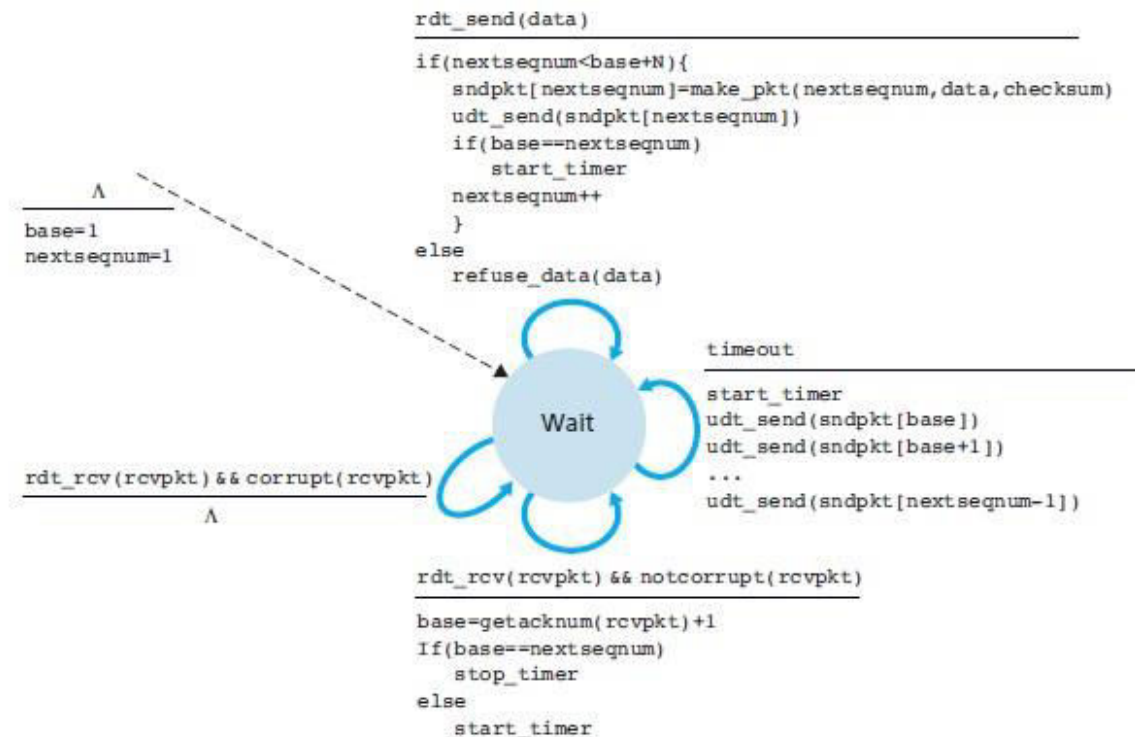 rdt_send(data)
if(nextseqnum<base+N){
sndpkt[nextseqnum]=make_pkt(nextseqnum,data,checksum)
udt_send(sndpkt[nextseqnum])
if(base==nextseqnum)
start_timer
nextseqnum++
}
else
refuse_data(data)
Λ
base=1
nextseqnum=1
timeout
start_timer
udt_send(sndpkt[base])
udt_send(sndpkt[base+1])
...
udt_send(sndpkt[nextseqnum-1])
Wait
rdt_rcv(rcvpkt) && corrupt(rcvpkt)
Λ
rdt_rcv(rcvpkt) && notcorrupt(rcvpkt)
base=getacknum(rcvpkt)+1
If(base==nextseqnum)
stop_timer
else
start_timer